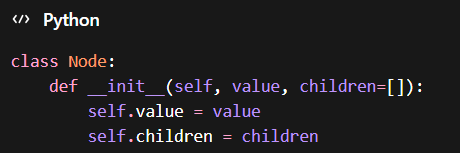 </> Python
class Node:
    def __init__(self, value, children=[]):
        self.value = value
        self.children = children